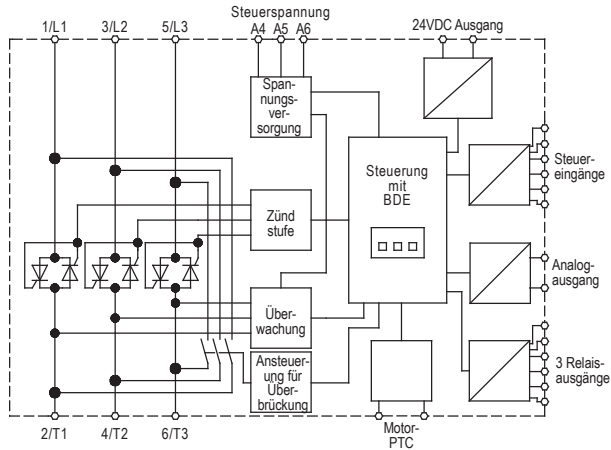 Steuerspannung
1/L1 3/L2 5/L3
A4 A5 A6
24VDC Ausgang
Span-
nungs-
ver-
sorgung
Steuerung
mit
BDE
Steuer-
eingänge
Zünd
stufe
Analog-
ausgang
Über-
wachung
Ansteuer-
ung für
Über-
brückung
3 Relais-
ausgänge
2/T1 4/T2 6/T3
Motor-
PTC